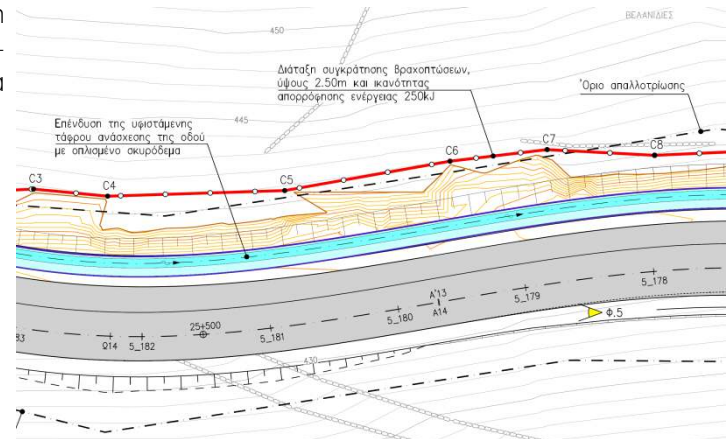 η
α
450
ΒΕΛΑΝΙΔΙΕΣ
Διάταξη συγκράτησης βραχοπτώσεων,
ύψους 2.50m και ικανότητας
απορρόφησης ενέργειας 250kJ
Όριο απαλλοτρίωσης
445
Επένδυση της υφιστάμενης
τάφρου ανάσχεσης της οδού
με οπλισμένο σκυρόδεμα
C3
C4
C5
C6
C7
C8
Ω14
5_182
25+500
5_181
5_180
Α'13
Α14
5_179
5_178
Φ.5
430